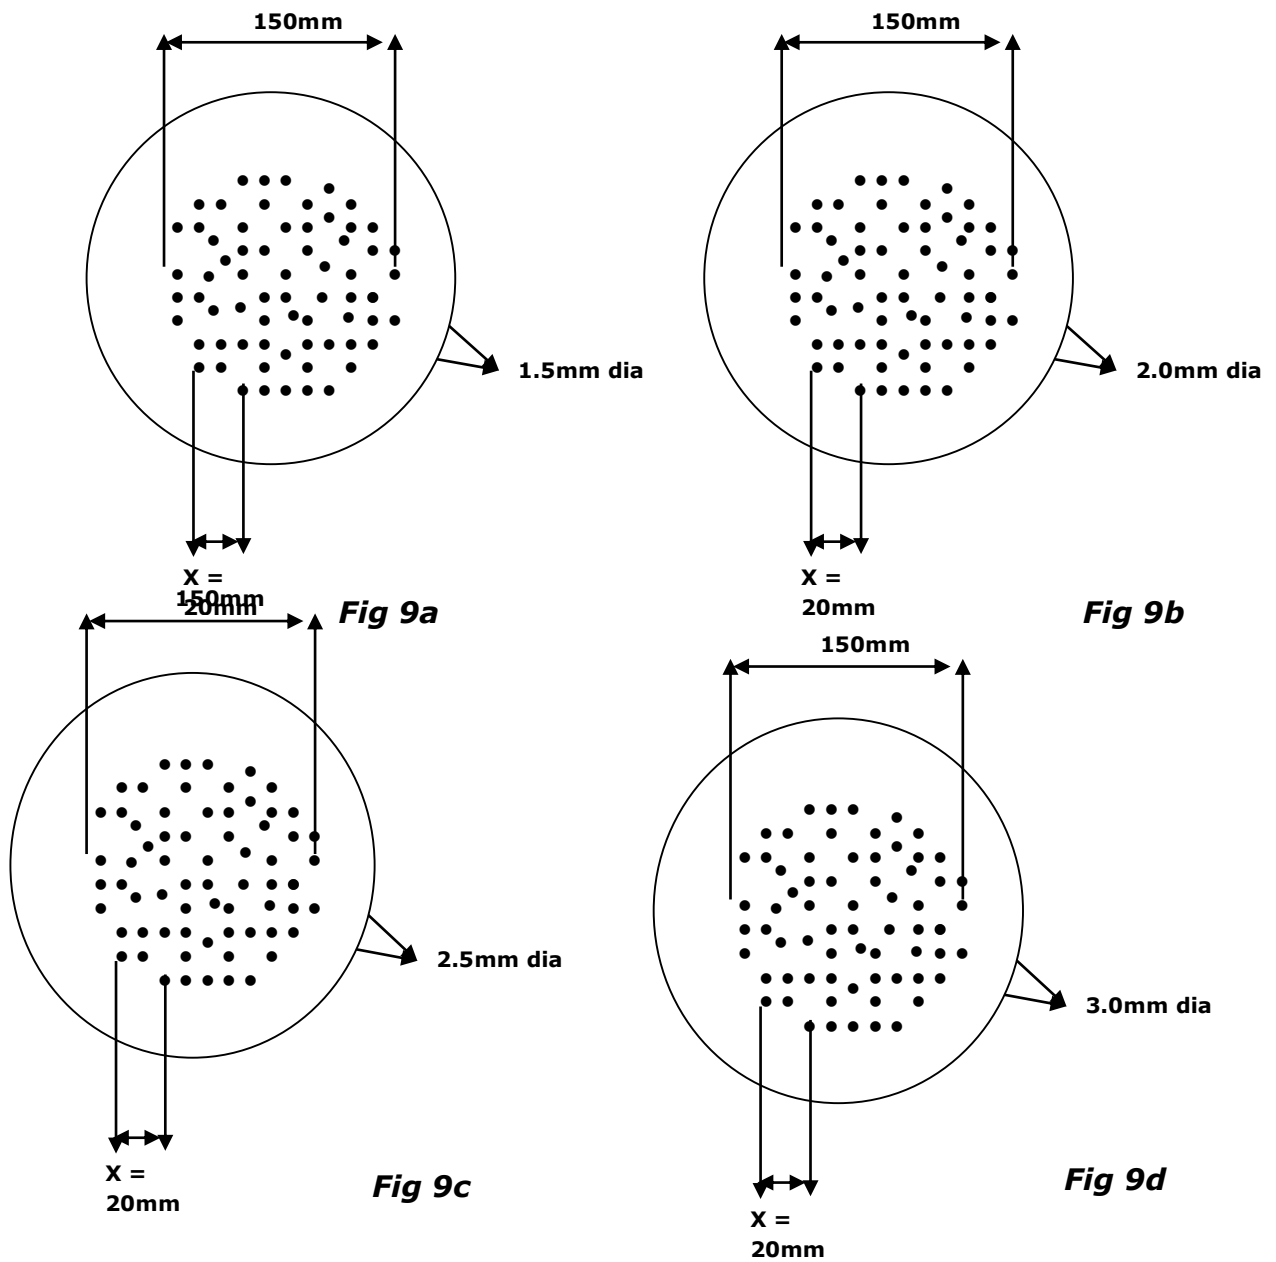 150mm
150mm
1.5mm dia
2.0mm dia
X =
20mm
Fig 9a
X =
20mm
Fig 9b
150mm
150mm
2.5mm dia
3.0mm dia
X =
20mm
Fig 9c
X =
20mm
Fig 9d